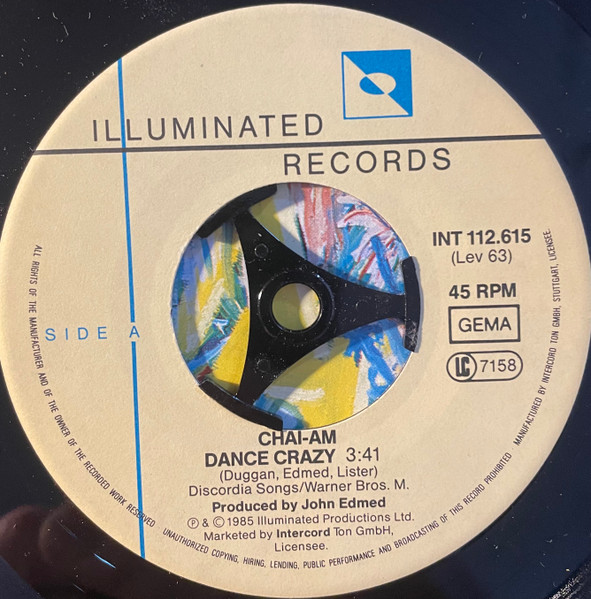 ILLUMINATED
RECORDS
INT 112.615
(Lev 63)
45 RPM
GEMA
LC 7158
SIDE A
CHAI-AM
DANCE CRAZY 3:41
(Duggan, Edmed, Lister)
Discordia Songs/Warner Bros. M.
Produced by John Edmed
℗ & © 1985 Illuminated Productions Ltd.
Marketed by Intercord Ton GmbH,
Licensee.
ALL RIGHTS OF THE MANUFACTURER AND OF THE OWNER OF THE RECORDED WORK RESERVED UNAUTHORIZED COPYING, HIRING, LENDING, PUBLIC PERFORMANCE AND BROADCASTING OF THIS RECORD PROHIBITED MANUFACTURED BY INTERCORD TON GMBH, STUTTGART, LICENSEE.